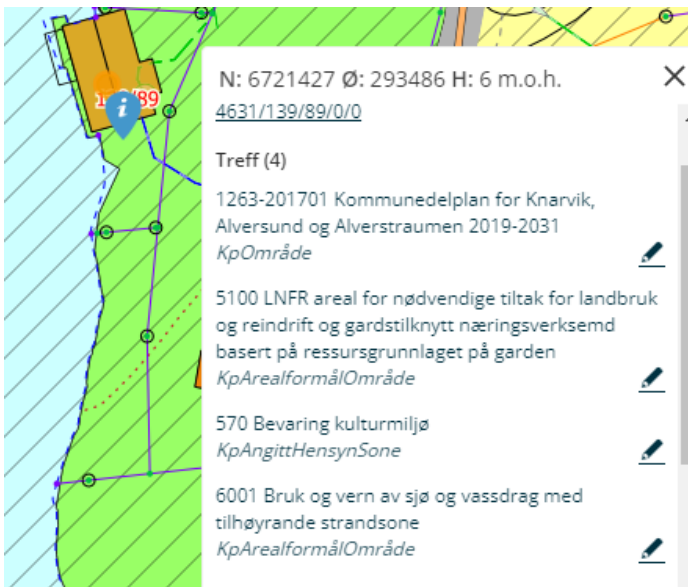 N: 6721427 Ø: 293486 H: 6 m.o.h.
4631/139/89/0/0
Treff (4)
1263-201701 Kommunedelplan for Knarvik,
Alversund og Alverstraumen 2019-2031
KpOmråde
5100 LNFR areal for nødvendige tiltak for landbruk
og reindrift og gardstilknytt næringsverksemd
basert på ressursgrunnlaget på garden
KpArealformålOmråde
570 Bevaring kulturmiljø
KpAngittHensynSone
6001 Bruk og vern av sjø og vassdrag med
tilhøyrande strandsone
KpArealformålOmråde